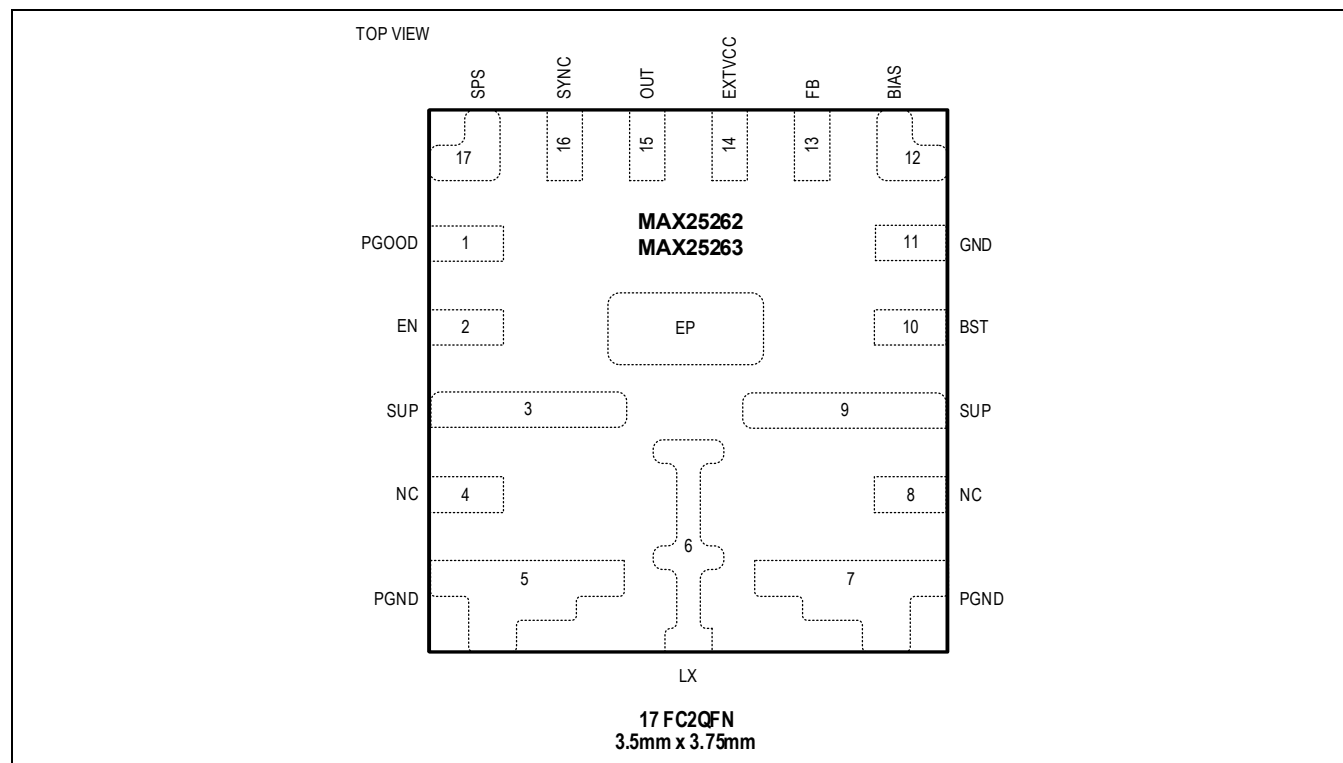 TOP VIEW
SPS SYNC OUT EXTVCC FB BIAS
17 16 15 14 13 12
MAX25262
MAX25263
PGOOD 1 11 GND
EN 2 EP 10 BST
SUP 3 9 SUP
NC 4 8 NC
6
5 7
PGND PGND
LX
17 FC2QFN
3.5mm x 3.75mm